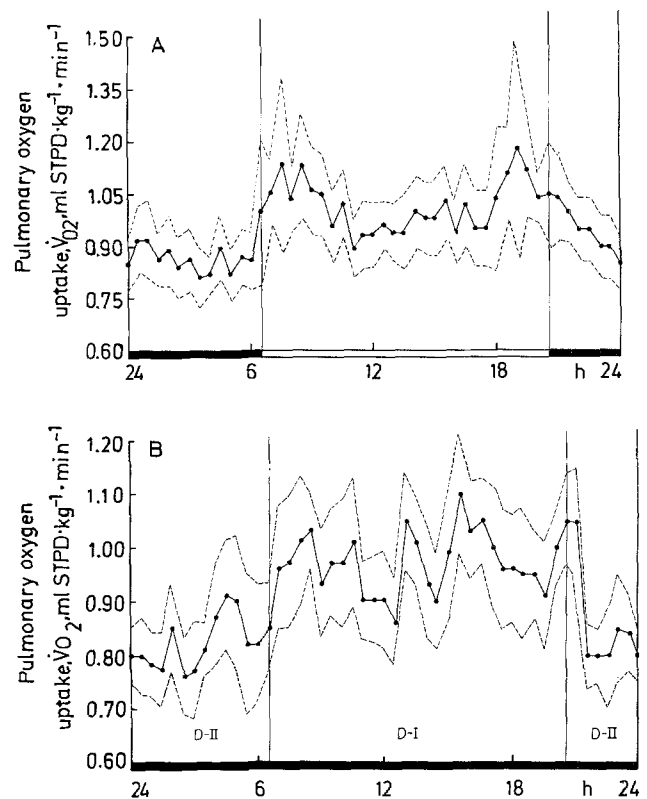 A
Pulmonary oxygen
uptake, V̇O2, ml STPD·kg⁻¹·min⁻¹
1.50
1.35
1.20
1.05
0.90
0.75
0.60
24 6 12 18 h 24
B
Pulmonary oxygen
uptake, V̇O2, ml STPD·kg⁻¹·min⁻¹
1.20
1.10
1.00
0.90
0.80
0.70
0.60
D-II D-I D-II
24 6 12 18 h 24